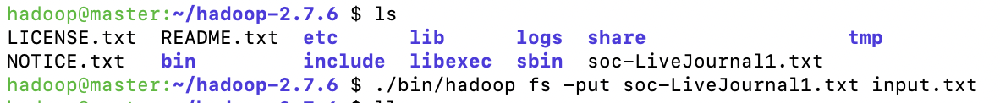 hadoop@master:~/hadoop-2.7.6 $ ls
LICENSE.txt README.txt etc lib logs share tmp
NOTICE.txt bin include libexec sbin soc-LiveJournal1.txt
hadoop@master:~/hadoop-2.7.6 $ ./bin/hadoop fs -put soc-LiveJournal1.txt input.txt